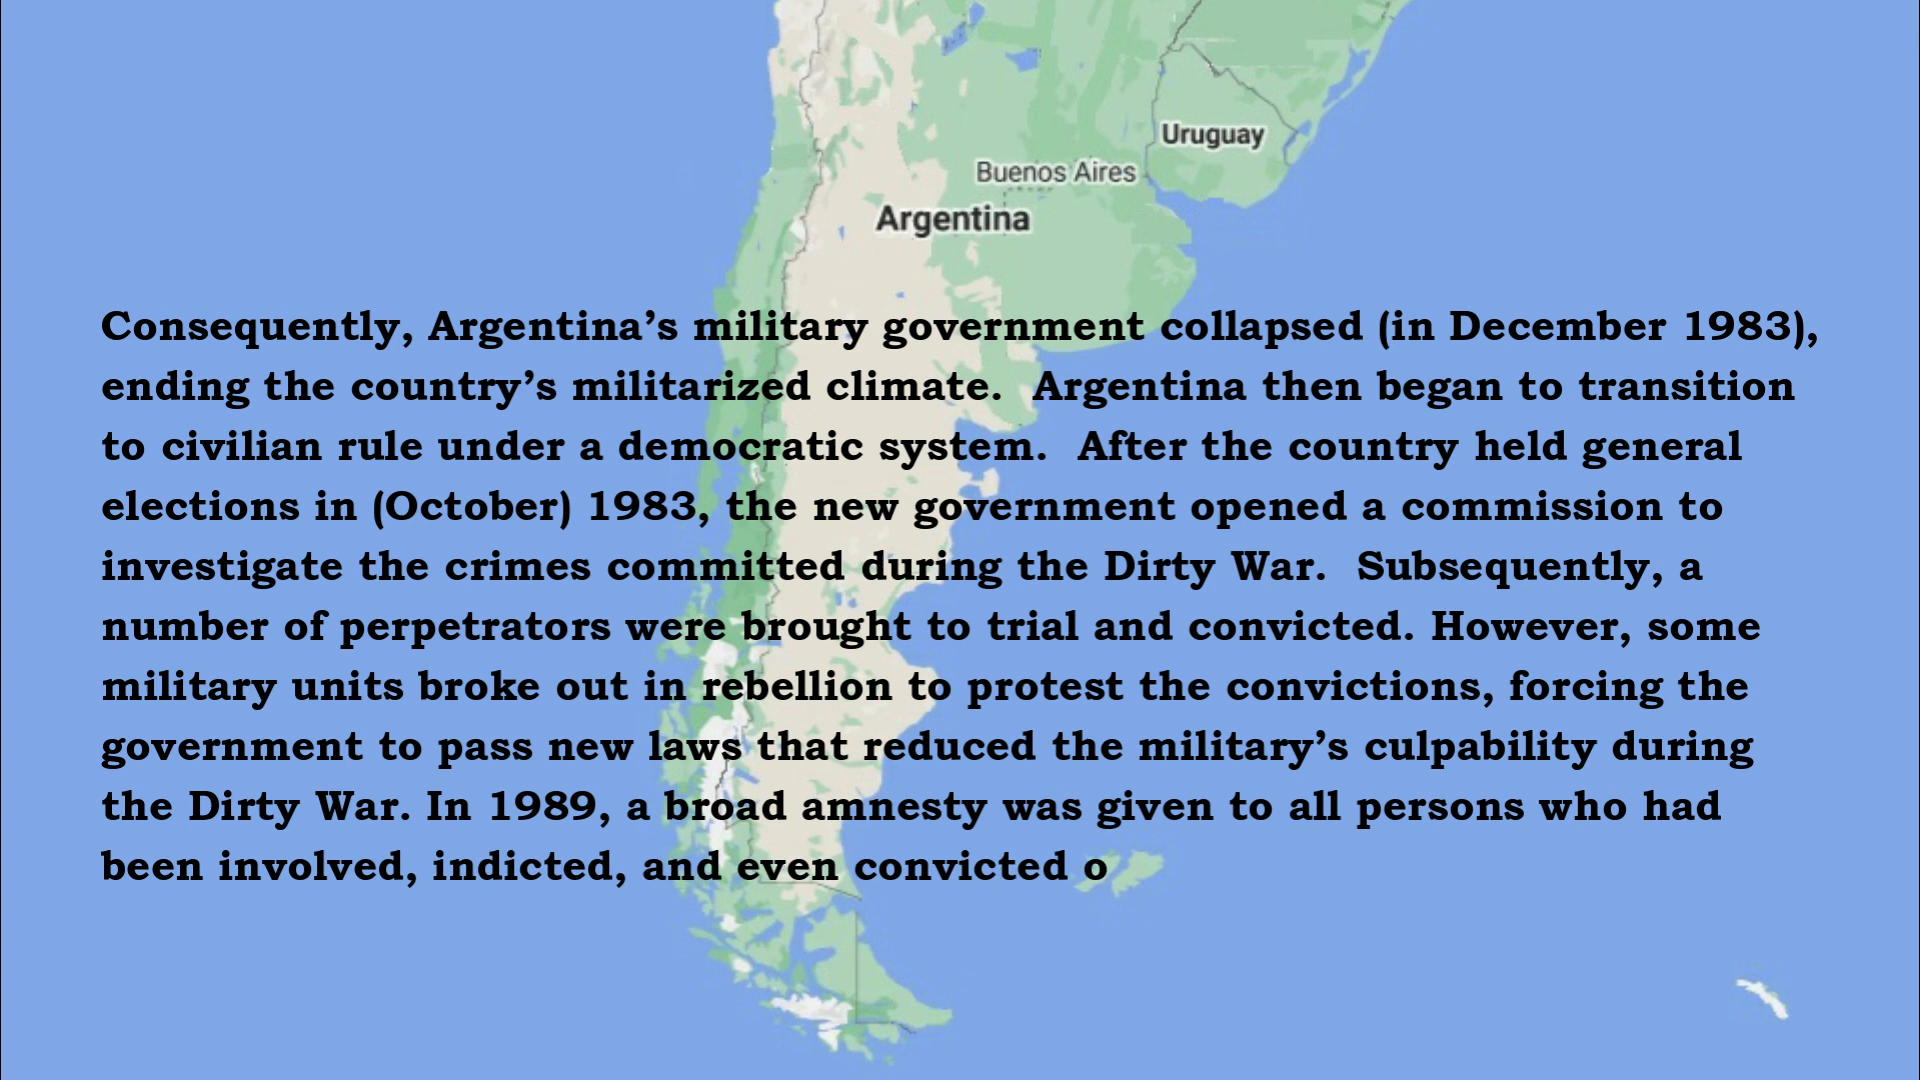 Uruguay
Buenos Aires
Argentina
Consequently, Argentina’s military government collapsed (in December 1983),
ending the country’s militarized climate.  Argentina then began to transition
to civilian rule under a democratic system.  After the country held general
elections in (October) 1983, the new government opened a commission to
investigate the crimes committed during the Dirty War.  Subsequently, a
number of perpetrators were brought to trial and convicted. However, some
military units broke out in rebellion to protest the convictions, forcing the
government to pass new laws that reduced the military’s culpability during
the Dirty War. In 1989, a broad amnesty was given to all persons who had
been involved, indicted, and even convicted o